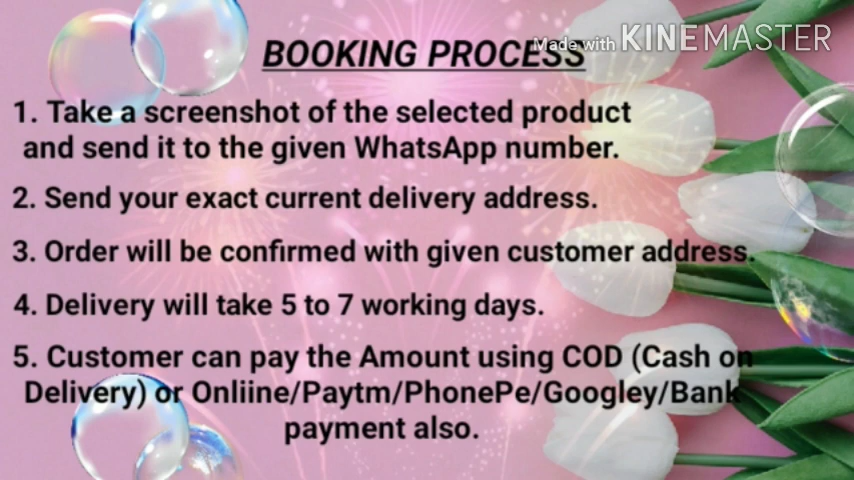 BOOKING PROCESS
Made with KINEMASTER
1. Take a screenshot of the selected product
and send it to the given WhatsApp number.
2. Send your exact current delivery address.
3. Order will be confirmed with given customer address.
4. Delivery will take 5 to 7 working days.
5. Customer can pay the Amount using COD (Cash on
Delivery) or Onliine/Paytm/PhonePe/Googley/Bank
payment also.